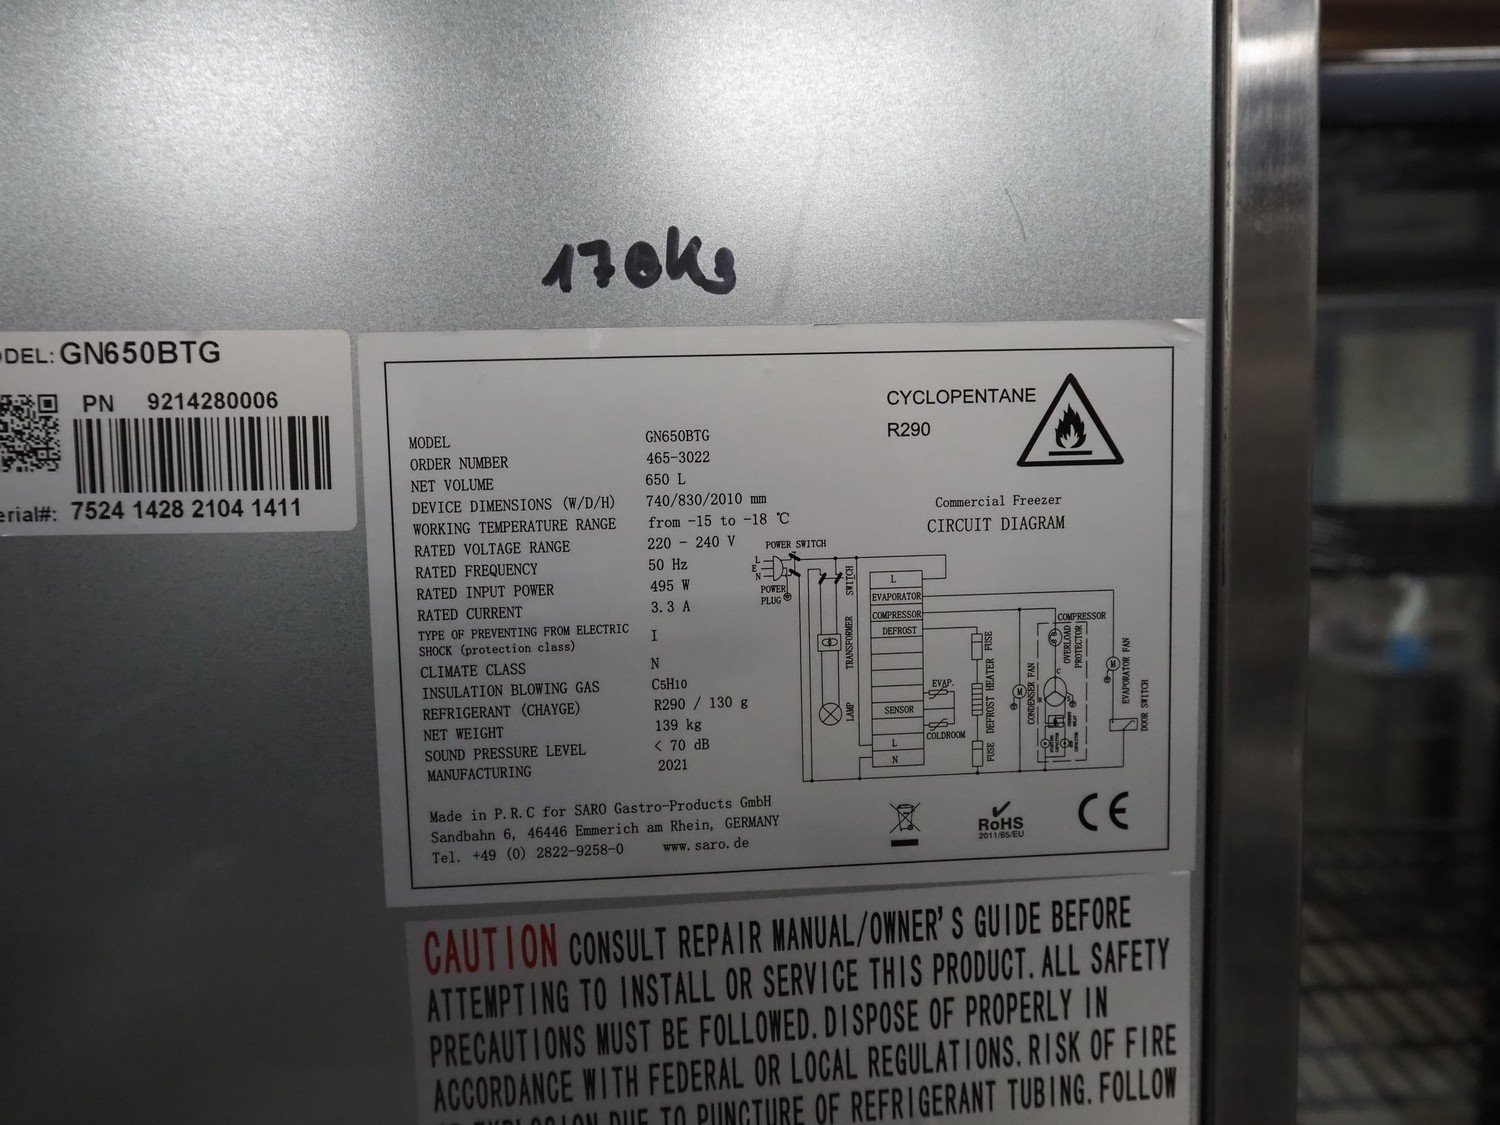 170Kg
GN650BTG
PN 9214280006
7524 1428 2104 1411
CYCLOPENTANE
R290
MODEL GN650BTG
ORDER NUMBER 465-3022
NET VOLUME 650 L
DEVICE DIMENSIONS (W/D/H) 740/830/2010 mm
WORKING TEMPERATURE RANGE from -15 to -18 ℃
RATED VOLTAGE RANGE 220 - 240 V
RATED FREQUENCY 50 Hz
RATED INPUT POWER 495 W
RATED CURRENT 3.3 A
TYPE OF PREVENTING FROM ELECTRIC
SHOCK (protection class) I
CLIMATE CLASS N
INSULATION BLOWING GAS C5H10
REFRIGERANT (CHAYGE) R290 / 130 g
NET WEIGHT 139 kg
SOUND PRESSURE LEVEL < 70 dB
MANUFACTURING 2021
Made in P.R.C for SARO Gastro-Products GmbH
Sandbahn 6, 46446 Emmerich am Rhein, GERMANY
Tel. +49 (0) 2822-9258-0 www.saro.de
Commercial Freezer
CIRCUIT DIAGRAM
POWER SWITCH
L
E
N
POWER
PLUG
SWITCH
TRANSFORMER
LAMP
L
EVAPORATOR
COMPRESSOR
DEFROST
SENSOR
L
N
EVAP.
COLDROOM
FUSE
DEFROST HEATER
FUSE
M
CONDENSER FAN
COMPRESSOR
OVERLOAD
PROTECTOR
C
M
EVAPORATOR FAN
DOOR SWITCH
RoHS
2011/65/EU
CE
CAUTION CONSULT REPAIR MANUAL/OWNER'S GUIDE BEFORE
ATTEMPTING TO INSTALL OR SERVICE THIS PRODUCT. ALL SAFETY
PRECAUTIONS MUST BE FOLLOWED. DISPOSE OF PROPERLY IN
ACCORDANCE WITH FEDERAL OR LOCAL REGULATIONS. RISK OF FIRE
OR EXPLOSION DUE TO PUNCTURE OF REFRIGERANT TUBING. FOLLOW